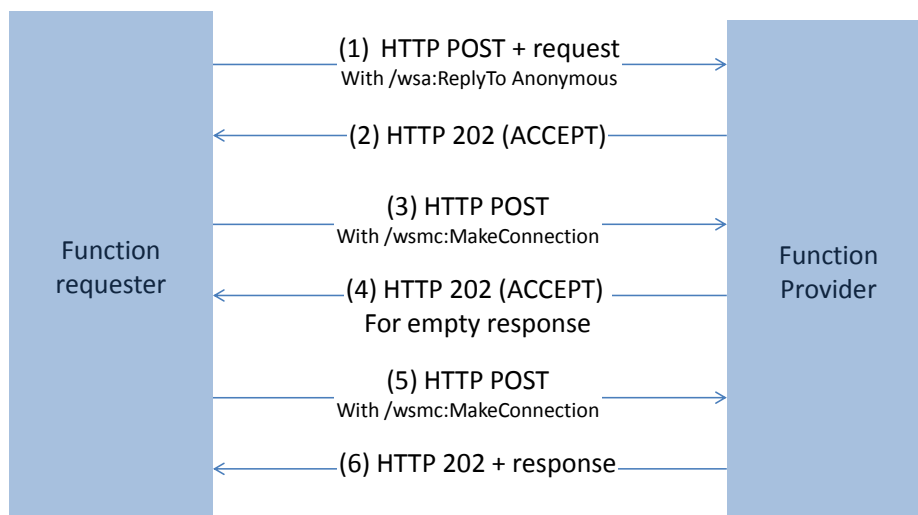 (1) HTTP POST + request
With /wsa:ReplyTo Anonymous
(2) HTTP 202 (ACCEPT)
(3) HTTP POST
With /wsmc:MakeConnection
Function
requester
Function
Provider
(4) HTTP 202 (ACCEPT)
For empty response
(5) HTTP POST
With /wsmc:MakeConnection
(6) HTTP 202 + response